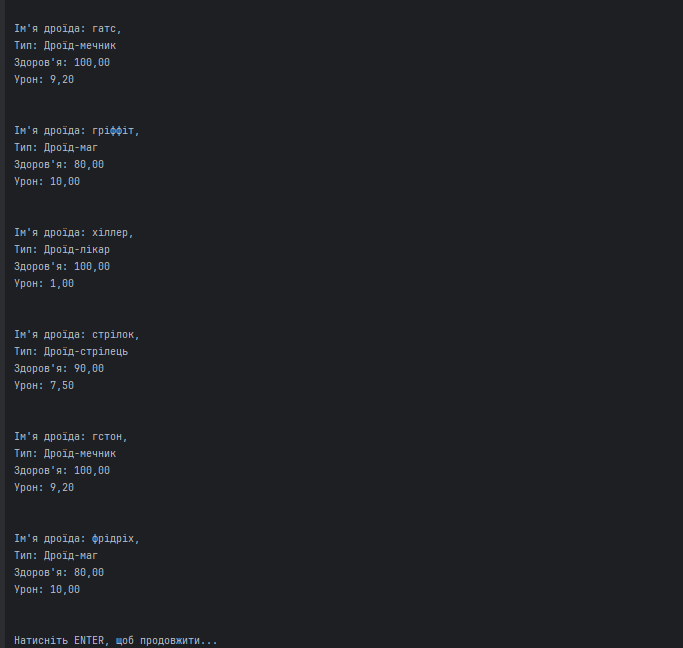 Ім'я дроїда: гатс,
Тип: Дроїд-мечник
Здоров'я: 100,00
Урон: 9,20
Ім'я дроїда: гріффіт,
Тип: Дроїд-маг
Здоров'я: 80,00
Урон: 10,00
Ім'я дроїда: хіллер,
Тип: Дроїд-лікар
Здоров'я: 100,00
Урон: 1,00
Ім'я дроїда: стрілок,
Тип: Дроїд-стрілець
Здоров'я: 90,00
Урон: 7,50
Ім'я дроїда: гстон,
Тип: Дроїд-мечник
Здоров'я: 100,00
Урон: 9,20
Ім'я дроїда: фрідріх,
Тип: Дроїд-маг
Здоров'я: 80,00
Урон: 10,00
Натисніть ENTER, щоб продовжити...